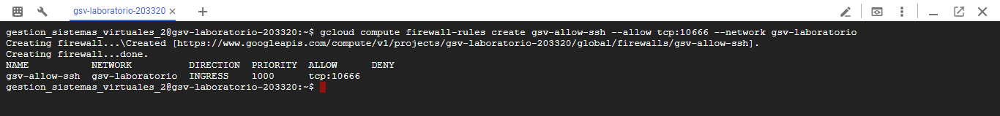 gsv-laboratorio-203320
gestion_sistemas_virtuales_2@gsv-laboratorio-203320:~$ gcloud compute firewall-rules create gsv-allow-ssh --allow tcp:10666 --network gsv-laboratorio
Creating firewall...\Created [https://www.googleapis.com/compute/v1/projects/gsv-laboratorio-203320/global/firewalls/gsv-allow-ssh].
Creating firewall...done.
NAME NETWORK DIRECTION PRIORITY ALLOW DENY
gsv-allow-ssh gsv-laboratorio INGRESS 1000 tcp:10666
gestion_sistemas_virtuales_2@gsv-laboratorio-203320:~$